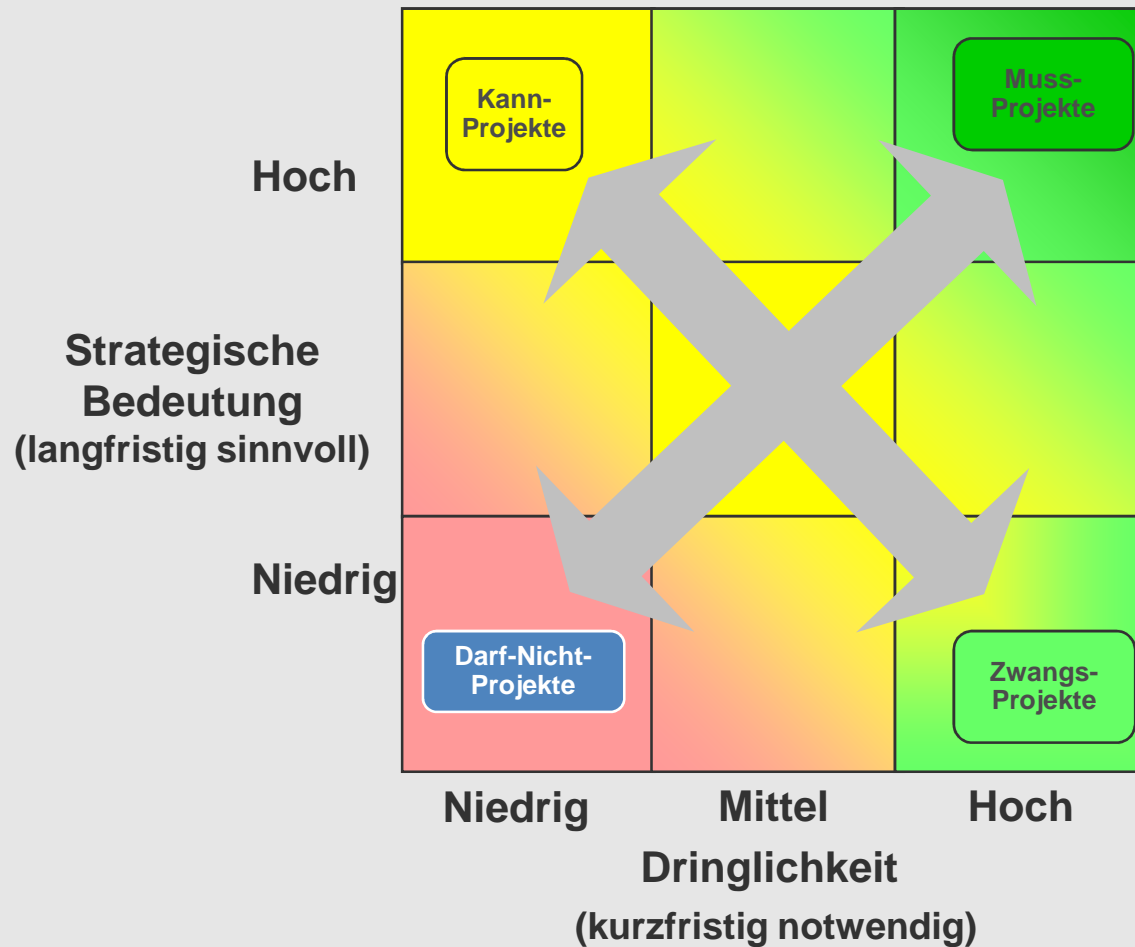 Kann-
Projekte
Muss-
Projekte
Hoch
Strategische
Bedeutung
(langfristig sinnvoll)
Niedrig
Darf-Nicht-
Projekte
Zwangs-
Projekte
Niedrig
Mittel
Hoch
Dringlichkeit
(kurzfristig notwendig)